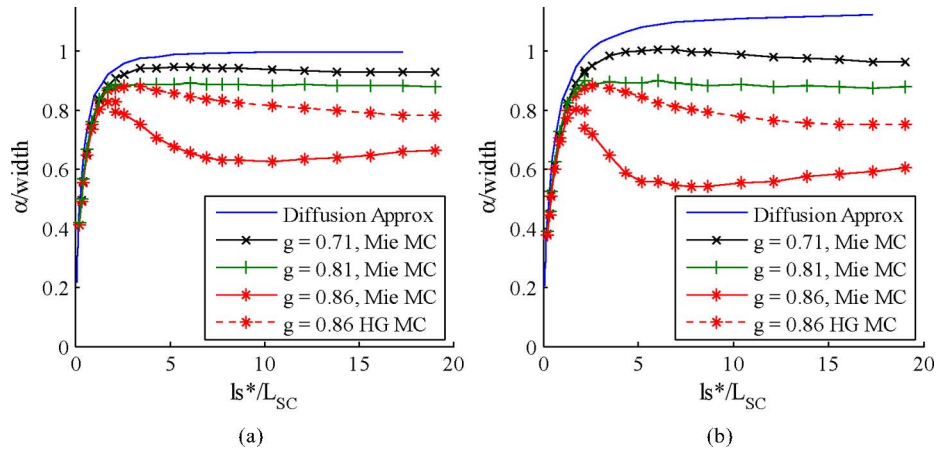 1
0.8
0.6
0.4
0.2
0
α/width
Diffusion Approx
g = 0.71, Mie MC
g = 0.81, Mie MC
g = 0.86, Mie MC
g = 0.86 HG MC
0 5 10 15 20
ls*/LSC
(a)
1
0.8
0.6
0.4
0.2
0
α/width
Diffusion Approx
g = 0.71, Mie MC
g = 0.81, Mie MC
g = 0.86, Mie MC
g = 0.86 HG MC
0 5 10 15 20
ls*/LSC
(b)